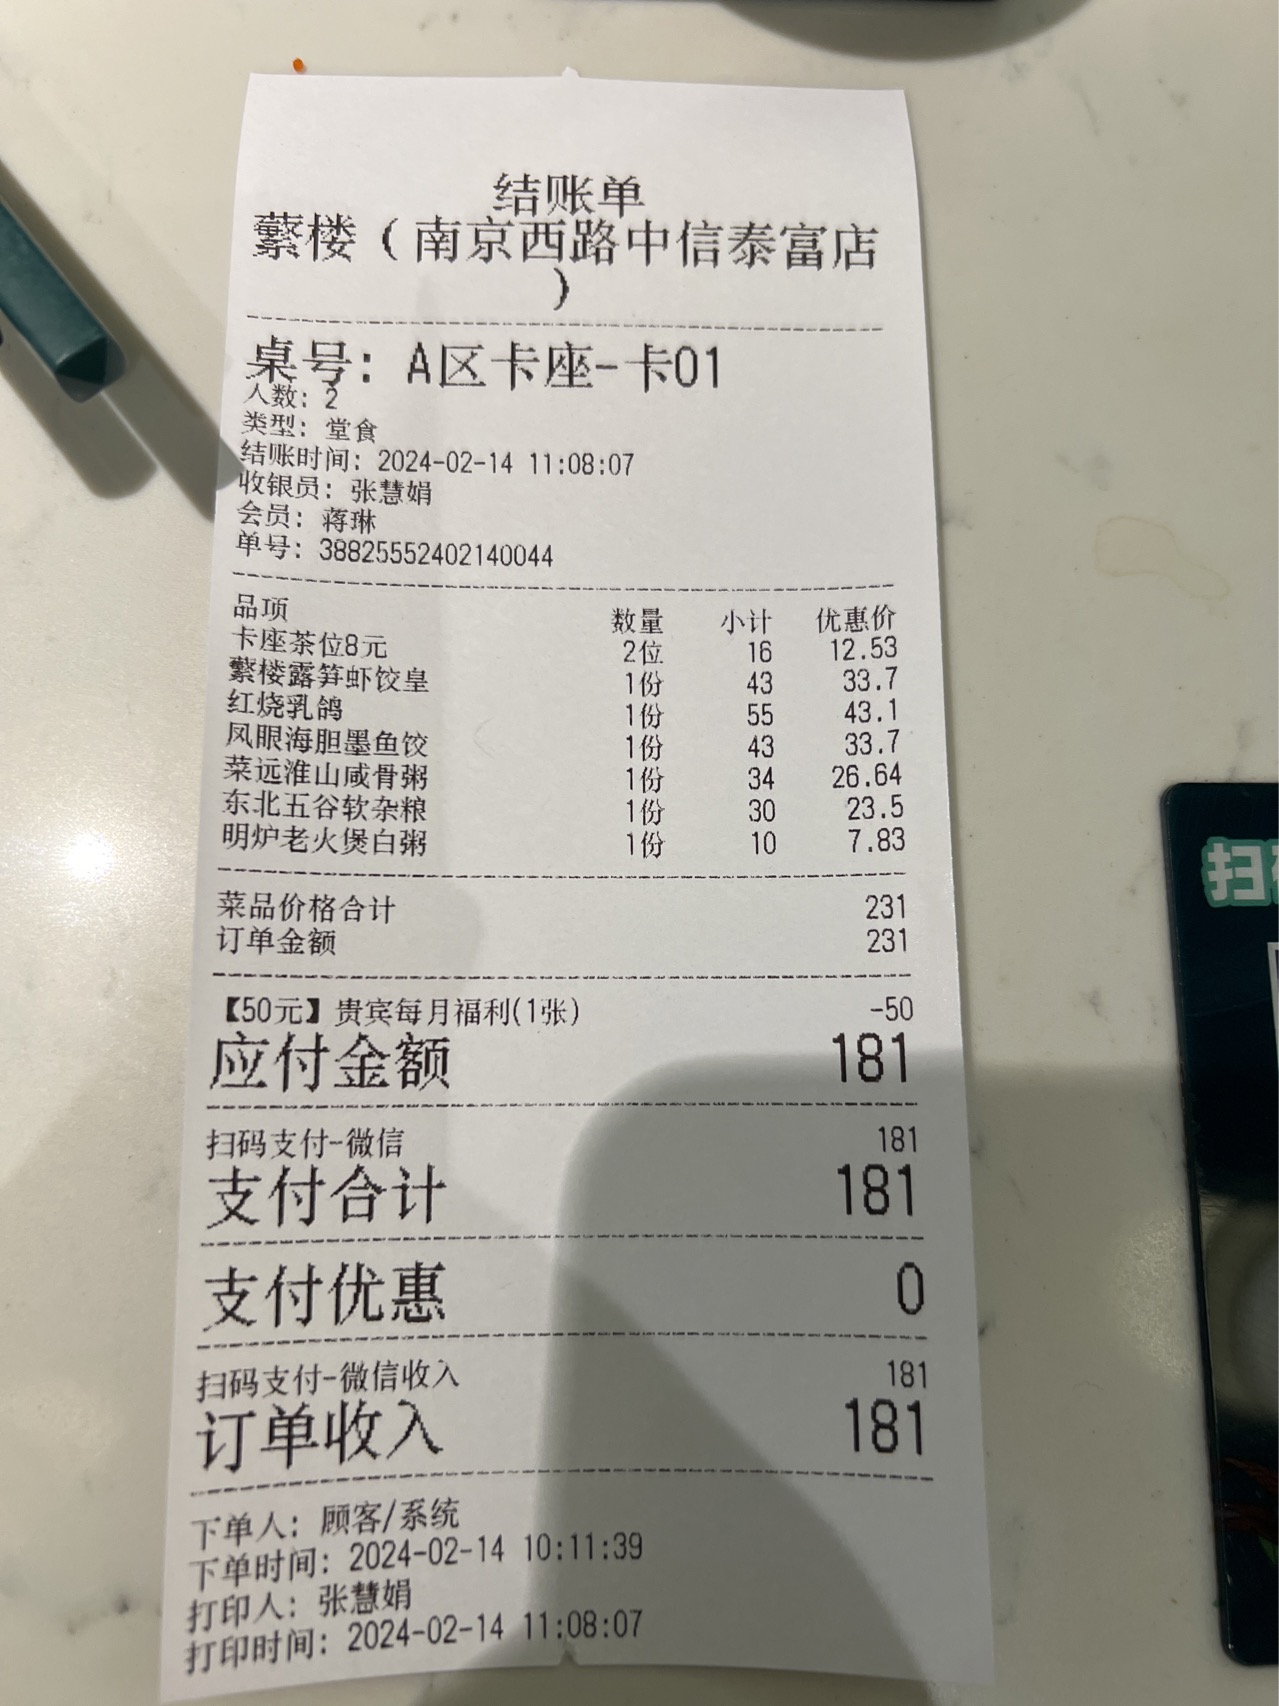 结账单
蘩楼（南京西路中信泰富店
）
桌号：A区卡座-卡01
人数：2
类型：堂食
结账时间：2024-02-14 11:08:07
收银员：张慧娟
会员：蒋琳
单号：38825552402140044
品项 数量 小计 优惠价
卡座茶位8元 2位 16 12.53
蘩楼露笋虾饺皇 1份 43 33.7
红烧乳鸽 1份 55 43.1
凤眼海胆墨鱼饺 1份 43 33.7
菜远淮山咸骨粥 1份 34 26.64
东北五谷软杂粮 1份 30 23.5
明炉老火煲白粥 1份 10 7.83
菜品价格合计 231
订单金额 231
【50元】贵宾每月福利(1张) -50
应付金额 181
扫码支付-微信 181
支付合计 181
支付优惠 0
扫码支付-微信收入 181
订单收入 181
下单人：顾客/系统
下单时间：2024-02-14 10:11:39
打印人：张慧娟
打印时间：2024-02-14 11:08:07
扫